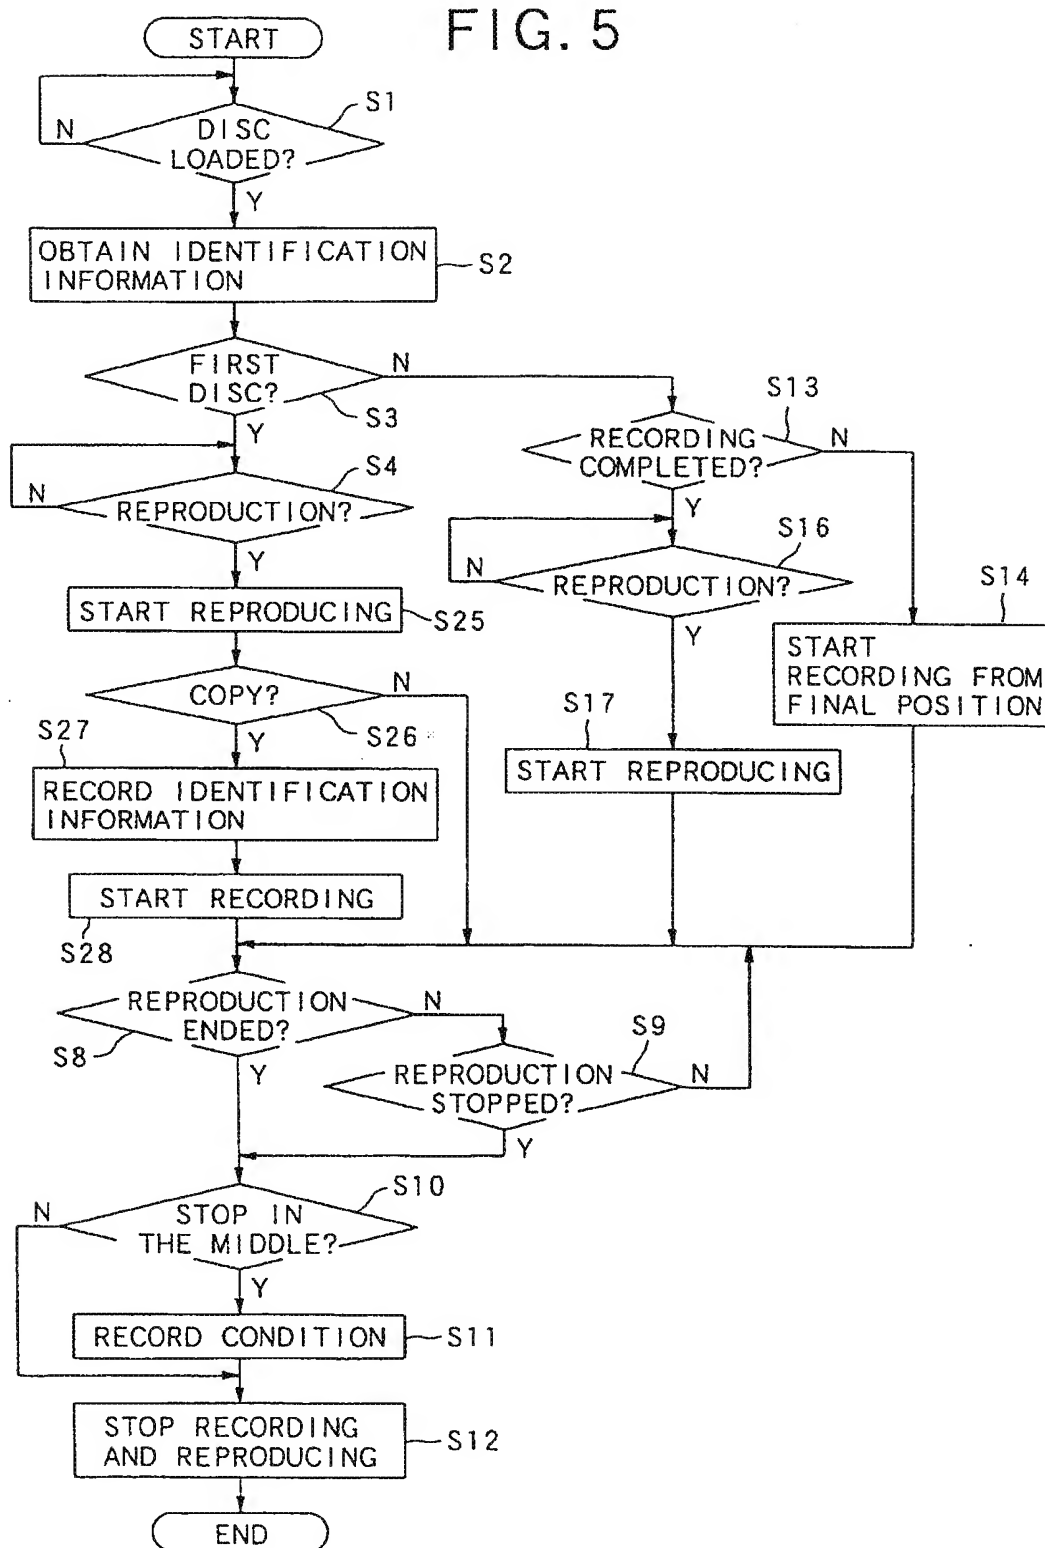 FIG. 5
START
S1
N
DISC
LOADED?
Y
OBTAIN IDENTIFICATION
INFORMATION
S2
FIRST
DISC?
N
S3
Y
S13
RECORDING
COMPLETED?
N
S4
N
REPRODUCTION?
Y
Y
S16
N
REPRODUCTION?
Y
S14
START
RECORDING FROM
FINAL POSITION
START REPRODUCING
S25
COPY?
N
S26
Y
S17
START REPRODUCING
S27
RECORD IDENTIFICATION
INFORMATION
START RECORDING
S28
REPRODUCTION
ENDED?
N
S8
Y
S9
REPRODUCTION
STOPPED?
N
Y
S10
N
STOP IN
THE MIDDLE?
Y
RECORD CONDITION
S11
STOP RECORDING
AND REPRODUCING
S12
END